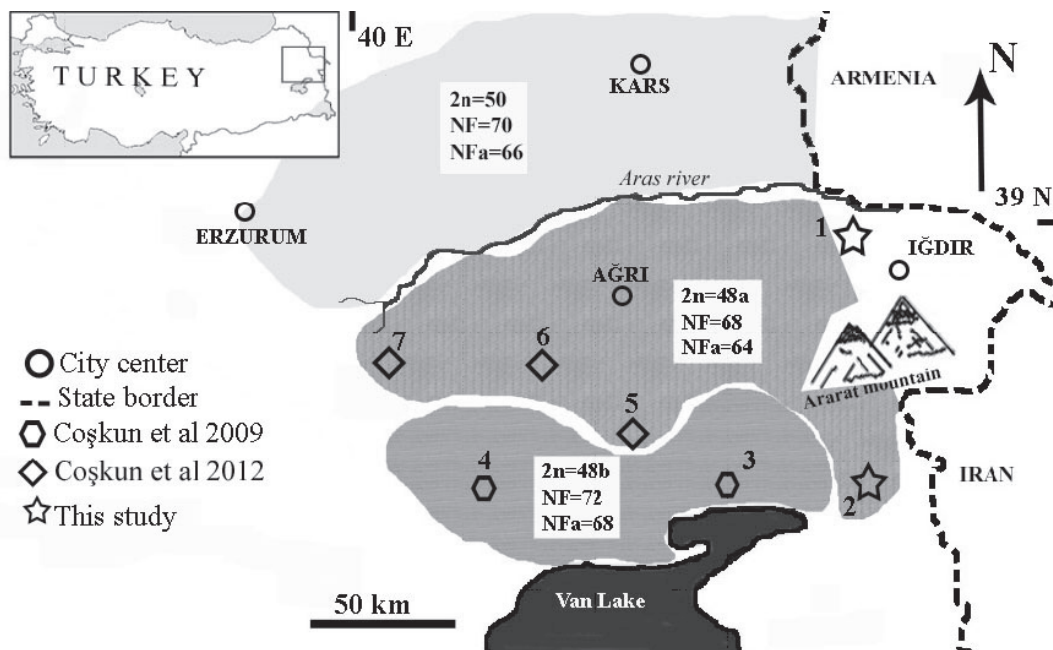 TURKEY
40 E
KARS
ARMENIA
N
2n=50
NF=70
NFa=66
Aras river
39 N
ERZURUM
1
IĞDIR
AĞRI
2n=48a
NF=68
NFa=64
7
6
Ararat mountain
5
City center
State border
Coşkun et al 2009
Coşkun et al 2012
This study
4
2n=48b
NF=72
NFa=68
3
2
IRAN
50 km
Van Lake